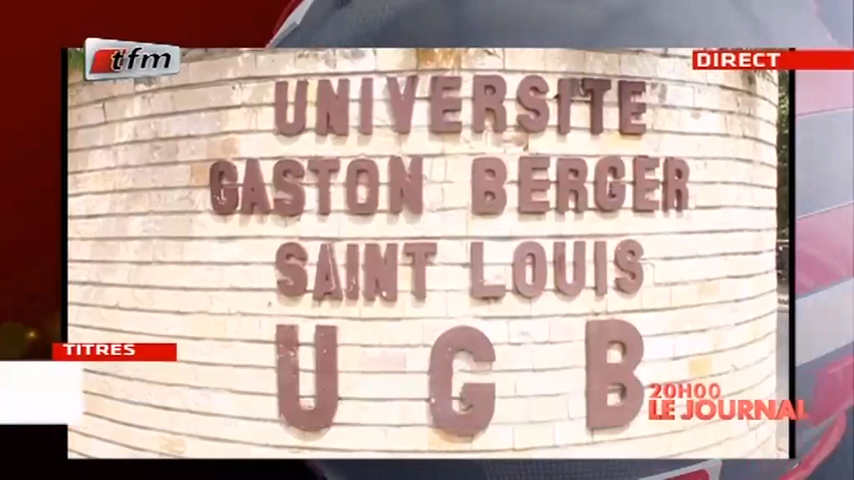 tfm
DIRECT
UNIVERSITE
GASTON BERGER
SAINT LOUIS
UGB
TITRES
20H00
LE JOURNAL